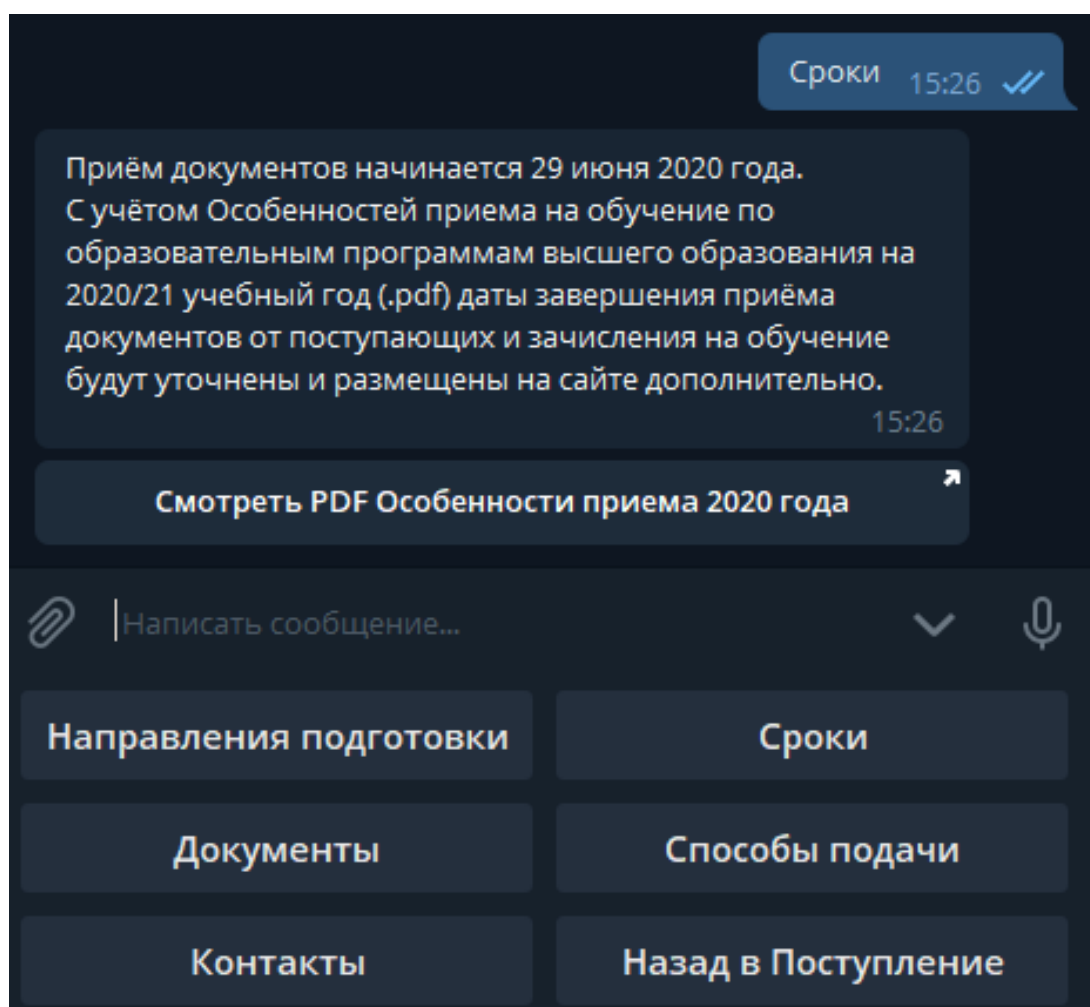 Сроки 15:26
Приём документов начинается 29 июня 2020 года.
С учётом Особенностей приема на обучение по
образовательным программам высшего образования на
2020/21 учебный год (.pdf) даты завершения приёма
документов от поступающих и зачисления на обучение
будут уточнены и размещены на сайте дополнительно.
15:26
Смотреть PDF Особенности приема 2020 года
Написать сообщение...
Направления подготовки
Сроки
Документы
Способы подачи
Контакты
Назад в Поступление